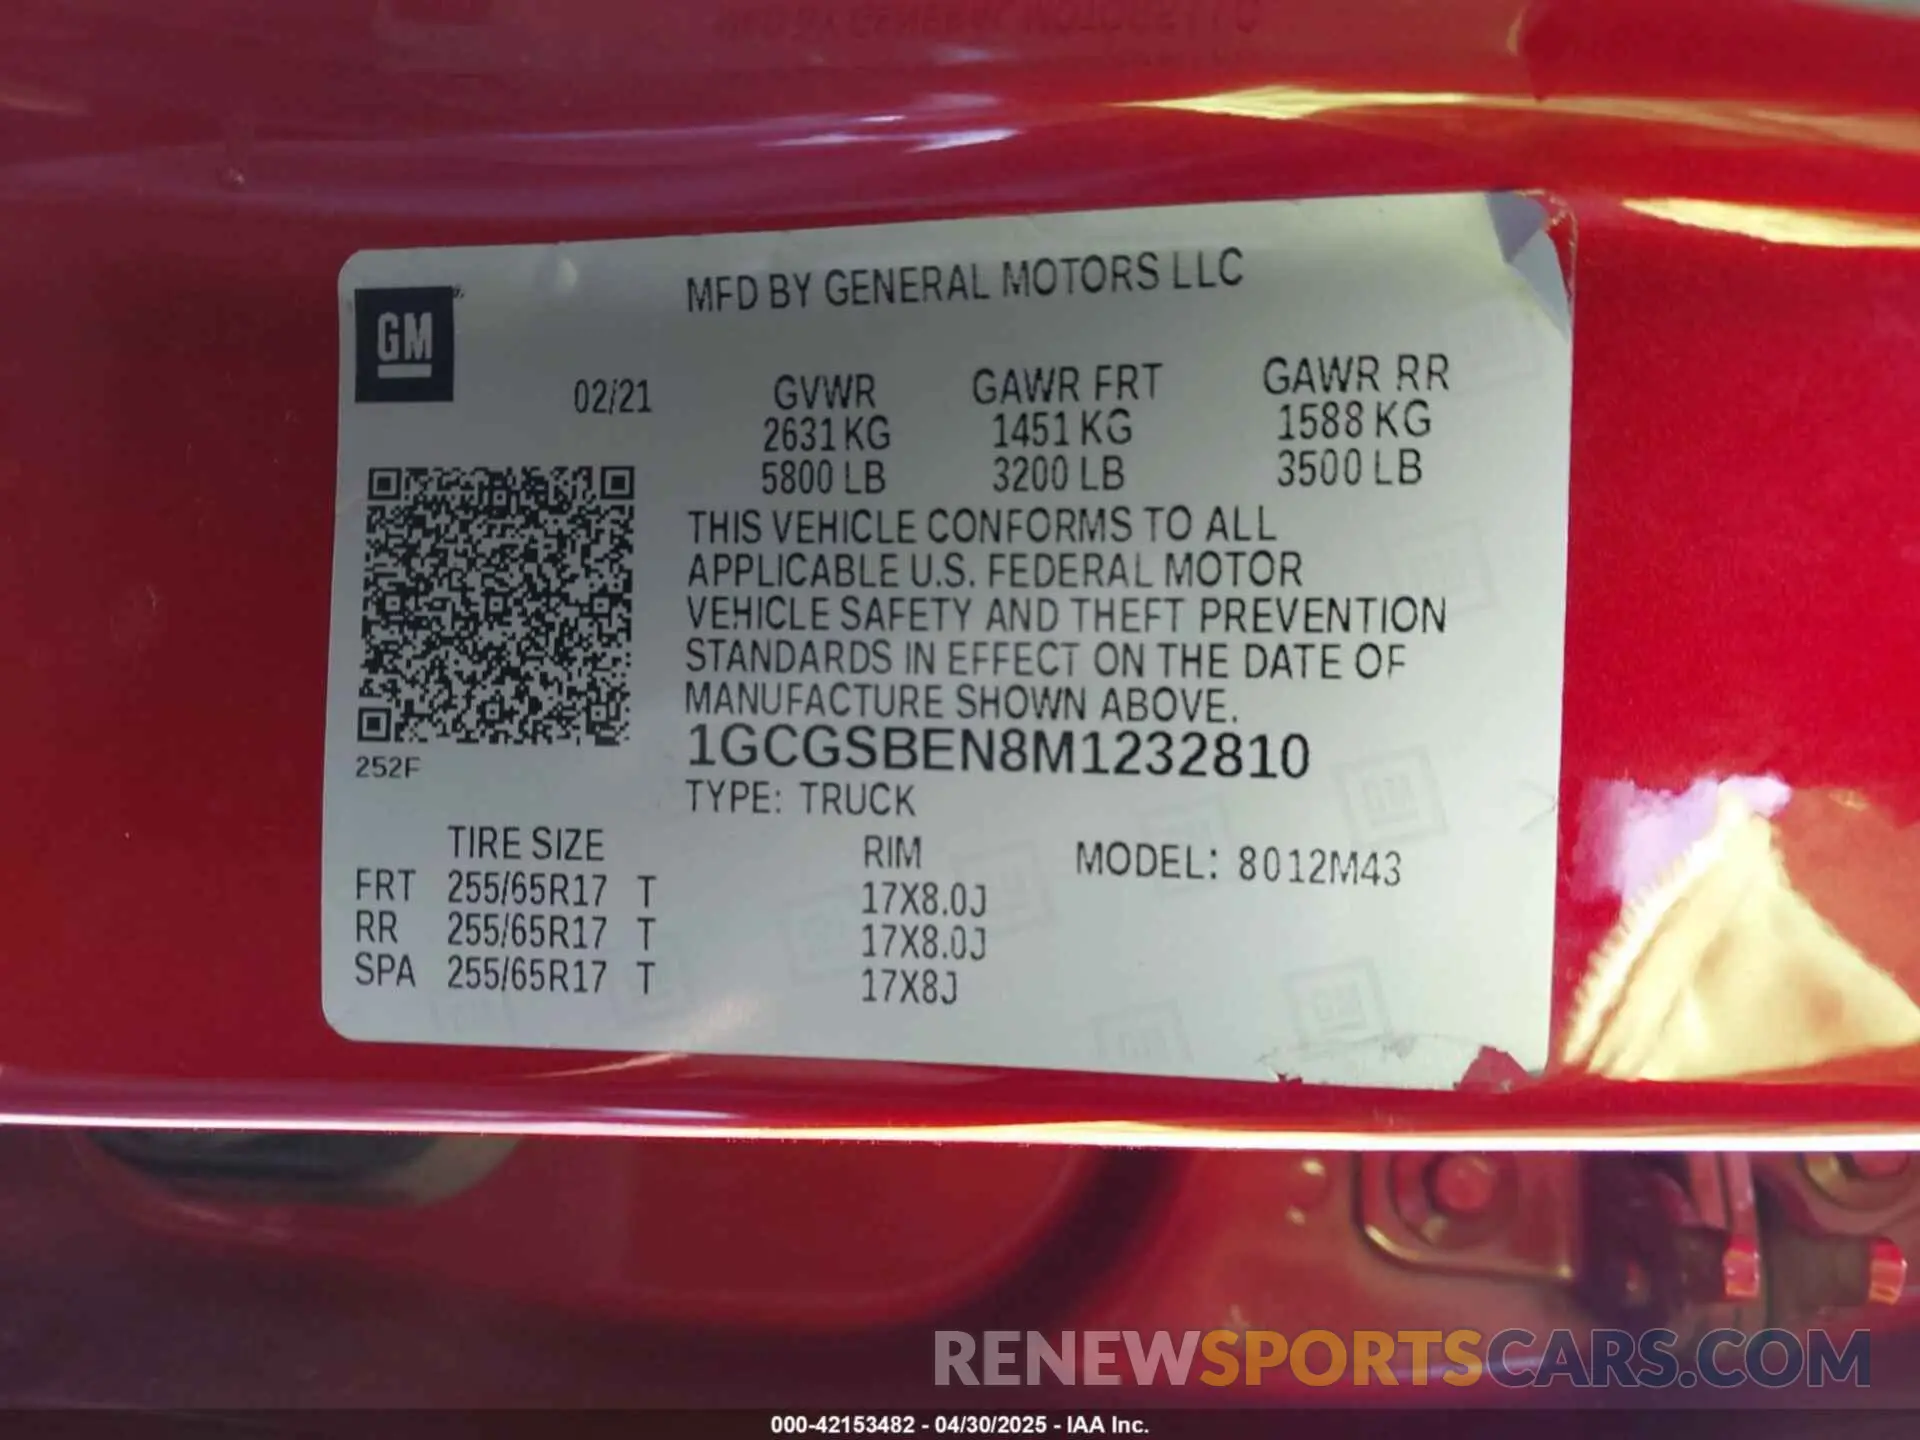 MFD BY GENERAL MOTORS LLC
GM
02/21 GVWR GAWR FRT GAWR RR
2631 KG 1451 KG 1588 KG
5800 LB 3200 LB 3500 LB
THIS VEHICLE CONFORMS TO ALL
APPLICABLE U.S. FEDERAL MOTOR
VEHICLE SAFETY AND THEFT PREVENTION
STANDARDS IN EFFECT ON THE DATE OF
MANUFACTURE SHOWN ABOVE.
1GCGSBEN8M1232810
252F
TYPE: TRUCK
TIRE SIZE RIM MODEL: 8012M43
FRT 255/65R17 T 17X8.0J
RR 255/65R17 T 17X8.0J
SPA 255/65R17 T 17X8J
RENEWSPORTSCARS.COM
000-42153482 - 04/30/2025 - IAA Inc.